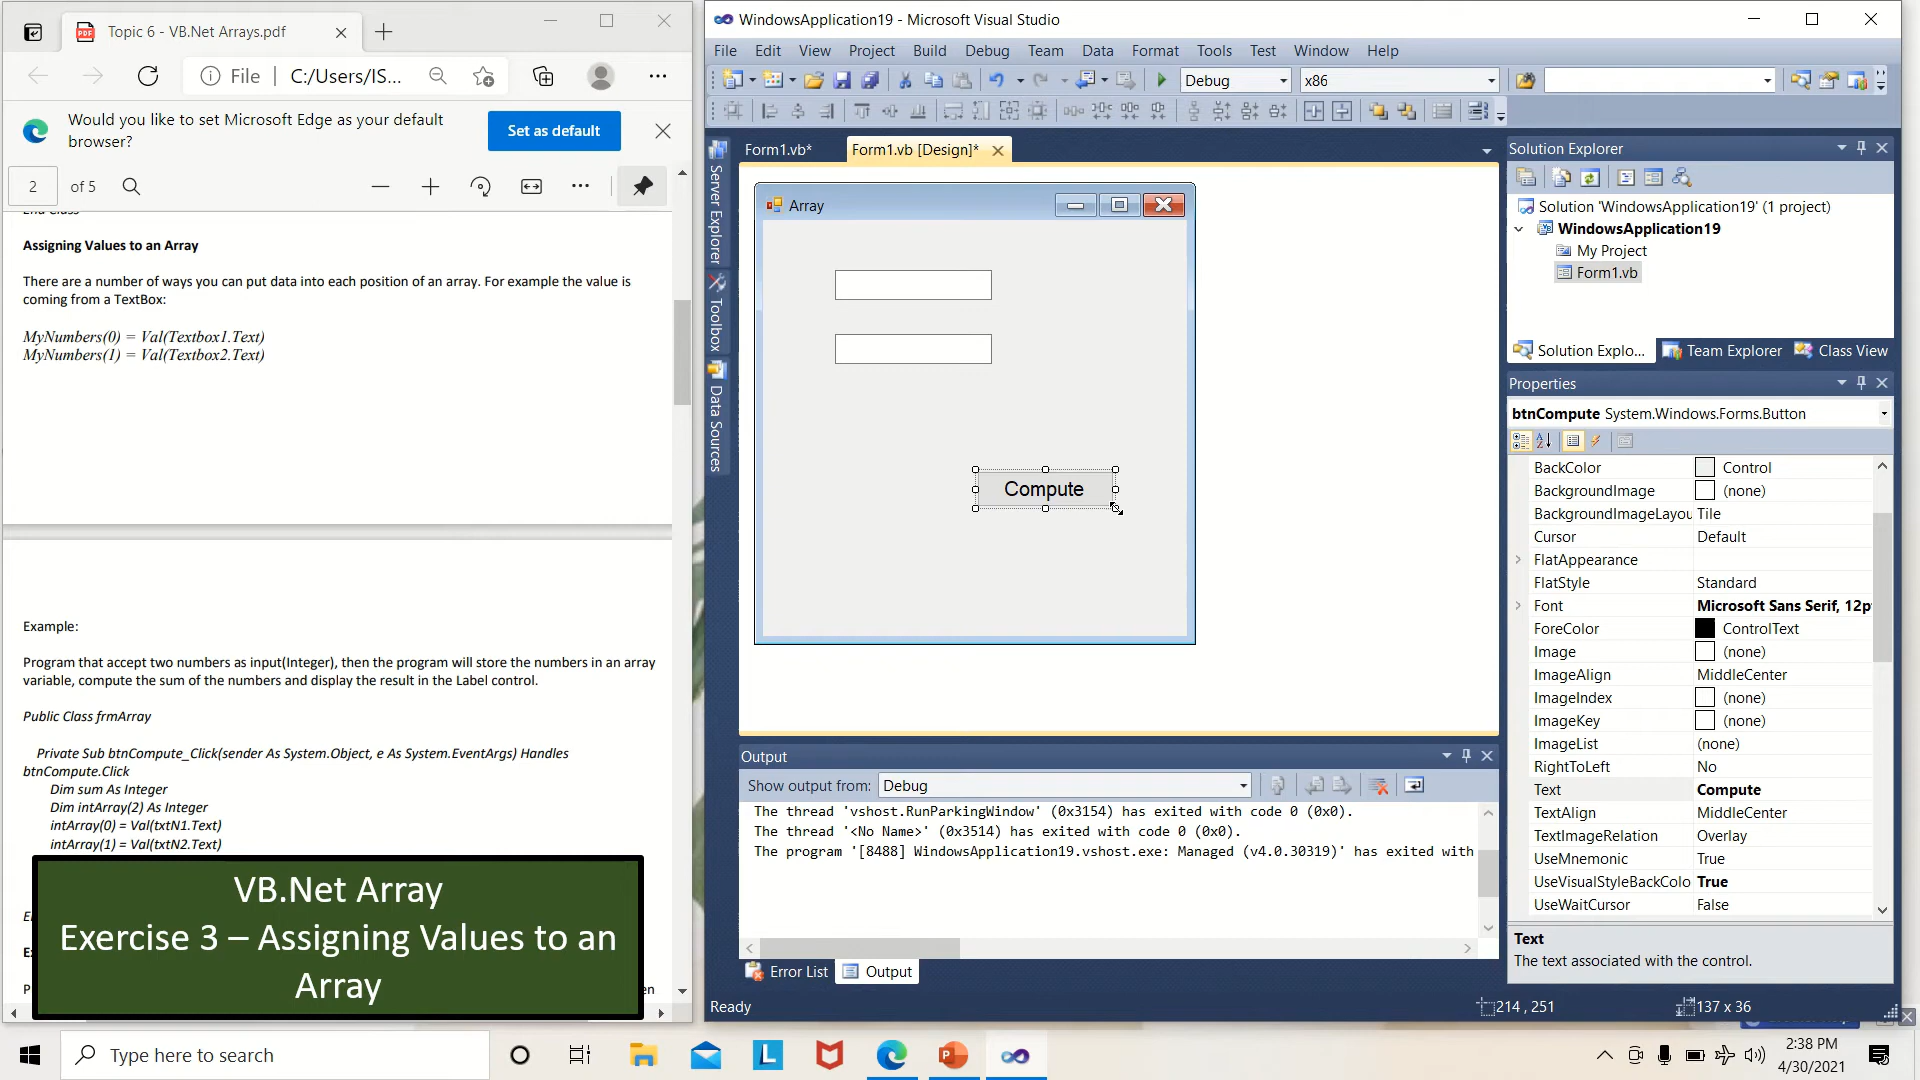 Topic 6 - VB.Net Arrays.pdf
File
C:/Users/IS...
Would you like to set Microsoft Edge as your default
browser?
Set as default
2
of 5
End Class
Assigning Values to an Array
There are a number of ways you can put data into each position of an array. For example the value is
coming from a TextBox:
MyNumbers(0) = Val(Textbox1.Text)
MyNumbers(1) = Val(Textbox2.Text)
Example:
Program that accept two numbers as input(Integer), then the program will store the numbers in an array
variable, compute the sum of the numbers and display the result in the Label control.
Public Class frmArray
Private Sub btnCompute_Click(sender As System.Object, e As System.EventArgs) Handles
btnCompute.Click
Dim sum As Integer
Dim intArray(2) As Integer
intArray(0) = Val(txtN1.Text)
intArray(1) = Val(txtN2.Text)
VB.Net Array
Exercise 3 – Assigning Values to an
Array
WindowsApplication19 - Microsoft Visual Studio
File Edit View Project Build Debug Team Data Format Tools Test Window Help
Debug
x86
Server Explorer
Toolbox
Data Sources
Form1.vb*
Form1.vb [Design]*
Array
Compute
Output
Show output from: Debug
The thread 'vshost.RunParkingWindow' (0x3154) has exited with code 0 (0x0).
The thread '<No Name>' (0x3514) has exited with code 0 (0x0).
The program '[8488] WindowsApplication19.vshost.exe: Managed (v4.0.30319)' has exited with
Error List
Output
Ready
214 , 251
137 x 36
Solution Explorer
Solution 'WindowsApplication19' (1 project)
WindowsApplication19
My Project
Form1.vb
Solution Explo...
Team Explorer
Class View
Properties
btnCompute System.Windows.Forms.Button
BackColor Control
BackgroundImage (none)
BackgroundImageLayou Tile
Cursor Default
FlatAppearance
FlatStyle Standard
Font Microsoft Sans Serif, 12p
ForeColor ControlText
Image (none)
ImageAlign MiddleCenter
ImageIndex (none)
ImageKey (none)
ImageList (none)
RightToLeft No
Text Compute
TextAlign MiddleCenter
TextImageRelation Overlay
UseMnemonic True
UseVisualStyleBackColo True
UseWaitCursor False
Text
The text associated with the control.
Type here to search
2:38 PM
4/30/2021